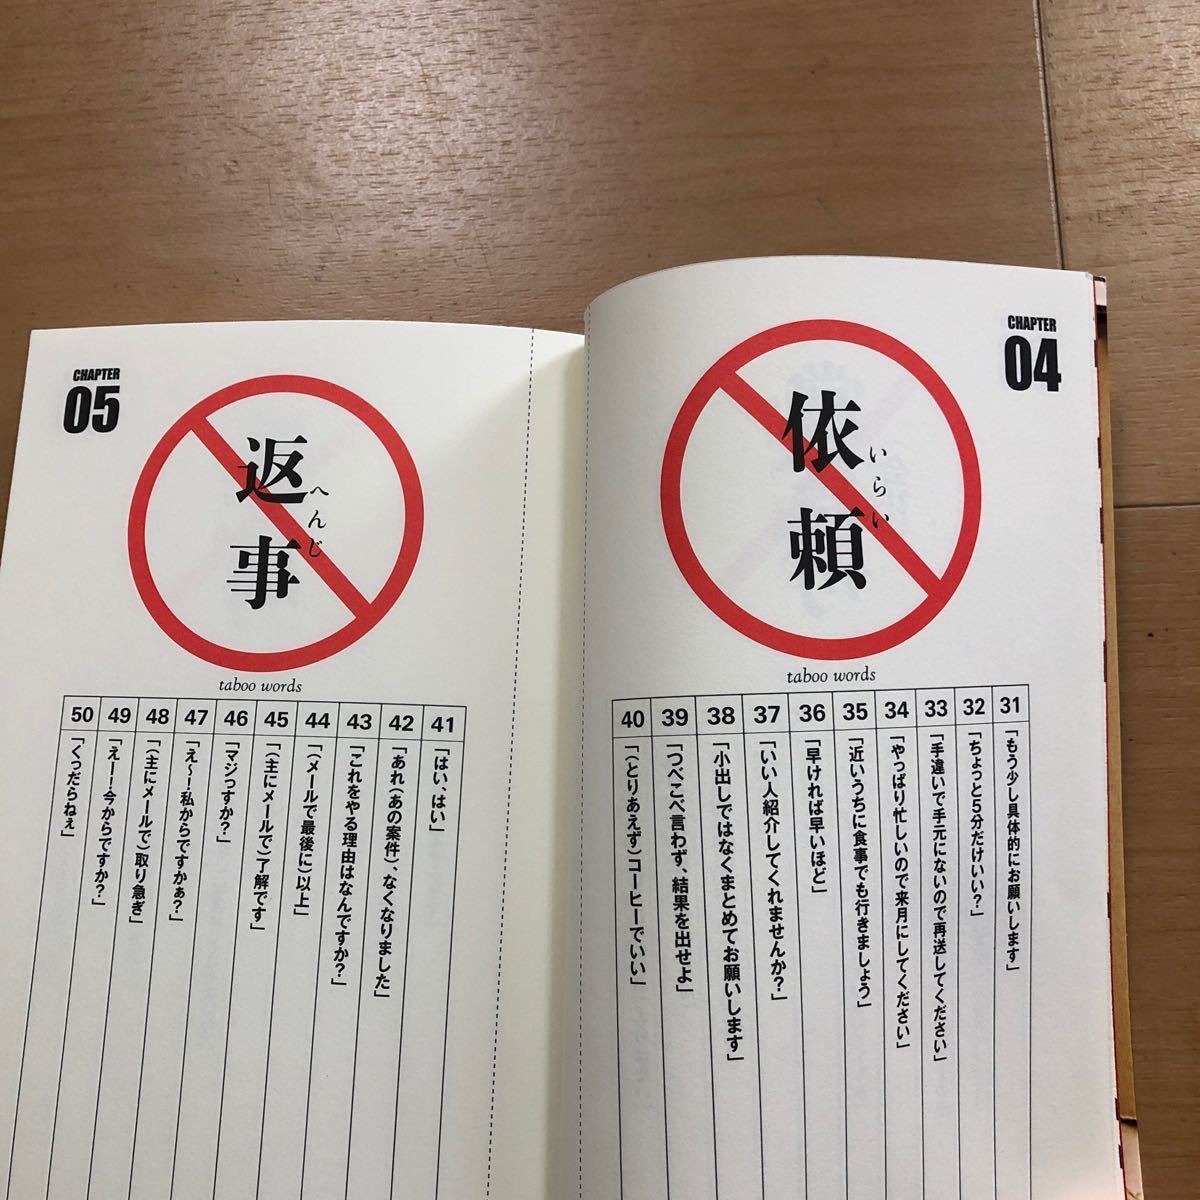 CHAPTER
04
依頼
いらい
taboo words
31
「もう少し具体的にお願いします」
32
「ちょっと5分だけいい?」
33
「手違いで手元にないので再送してください」
34
「やっぱり忙しいので来月にしてください」
35
「近いうちに食事でも行きましょう」
36
「早ければ早いほど」
37
「いい人紹介してくれませんか?」
38
「小出しではなくまとめてお願いします」
39
「つべこべ言わず、結果を出せよ」
40
「(とりあえず)コーヒーでいい」
CHAPTER
05
返事
へんじ
taboo words
41
「はい、はい」
42
「あれ(あの案件)、なくなりました」
43
「これをやる理由はなんですか?」
44
「(メールで最後に)以上」
45
「(主にメールで)了解です」
46
「マジっすか?」
47
「え〜!私からですかぁ?」
48
「(主にメールで)取り急ぎ」
49
「えー!今からですか?」
50
「くっだらねぇ」